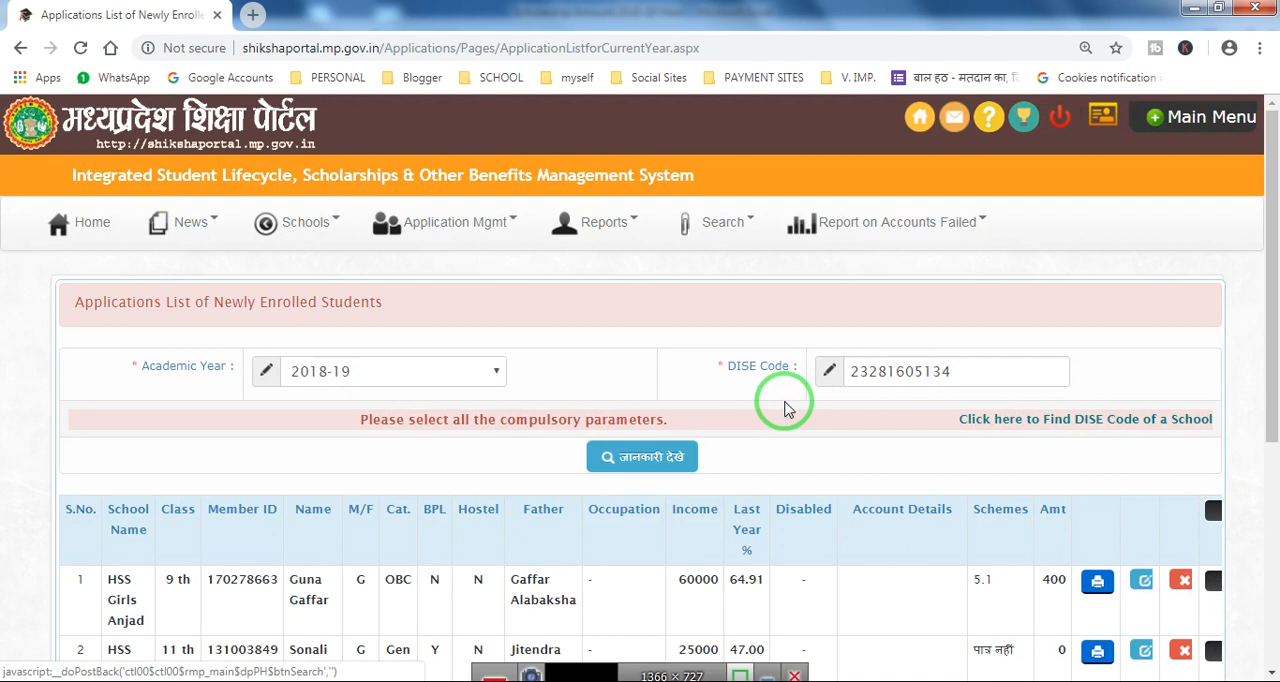 Applications List of Newly Enrolle
Not secure | shikshaportal.mp.gov.in/Applications/Pages/ApplicationListforCurrentYear.aspx
Apps WhatsApp Google Accounts PERSONAL Blogger SCHOOL myself Social Sites PAYMENT SITES V. IMP. बाल हठ - मतदान का, Cookies notification i
मध्यप्रदेश शिक्षा पोर्टल
http://shikshaportal.mp.gov.in
Main Menu
Integrated Student Lifecycle, Scholarships & Other Benefits Management System
Home News Schools Application Mgmt Reports Search Report on Accounts Failed
Applications List of Newly Enrolled Students
* Academic Year : 2018-19 * DISE Code : 23281605134
Please select all the compulsory parameters. Click here to Find DISE Code of a School
जानकारी देखे
S.No. School Name Class Member ID Name M/F Cat. BPL Hostel Father Occupation Income Last Year % Disabled Account Details Schemes Amt
1 HSS Girls Anjad 9 th 170278663 Guna Gaffar G OBC N N Gaffar Alabaksha - 60000 64.91 - 5.1 400
2 HSS 11 th 131003849 Sonali G Gen Y N Jitendra - 25000 47.00 - पात्र नहीं 0
javascript:__doPostBack('ctl00$ctl00$rmp_main$dpPH$btnSearch','')
1366 × 727